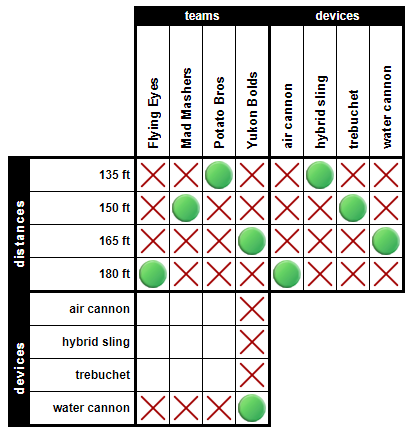 teams
devices
Flying Eyes
Mad Mashers
Potato Bros
Yukon Bolds
air cannon
hybrid sling
trebuchet
water cannon
distances
135 ft
150 ft
165 ft
180 ft
devices
air cannon
hybrid sling
trebuchet
water cannon